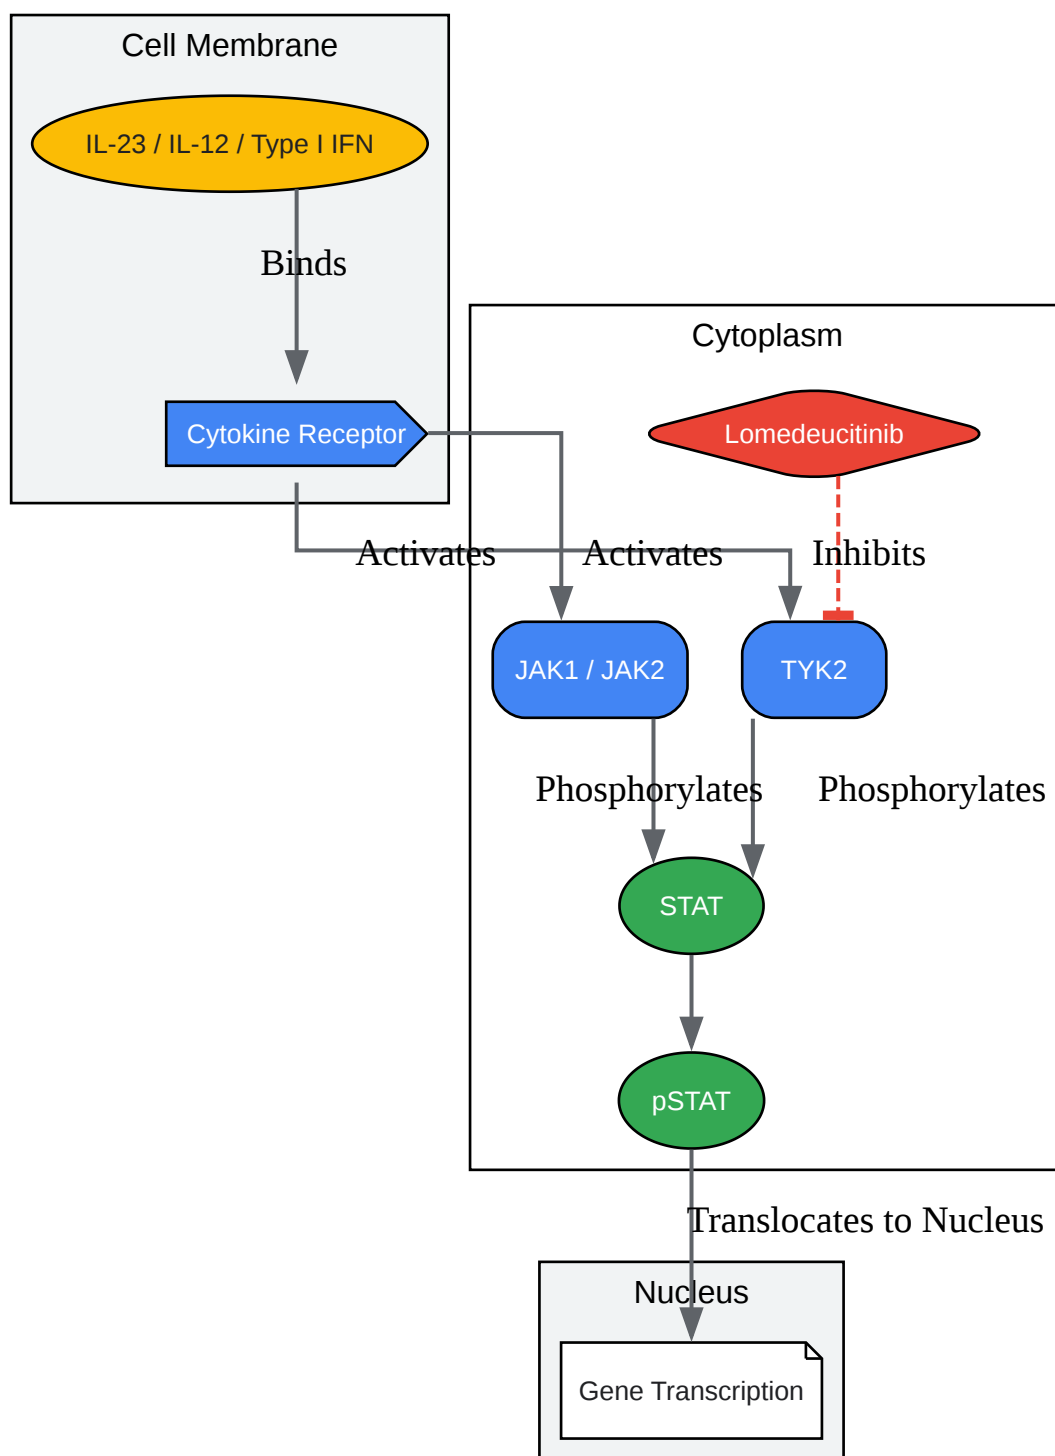 Cell Membrane
IL-23 / IL-12 / Type I IFN
Binds
Cytoplasm
Cytokine Receptor
Lomedeucitinib
Activates
Activates
Inhibits
JAK1 / JAK2
TYK2
Phosphorylates
Phosphorylates
STAT
pSTAT
Translocates to Nucleus
Nucleus
Gene Transcription